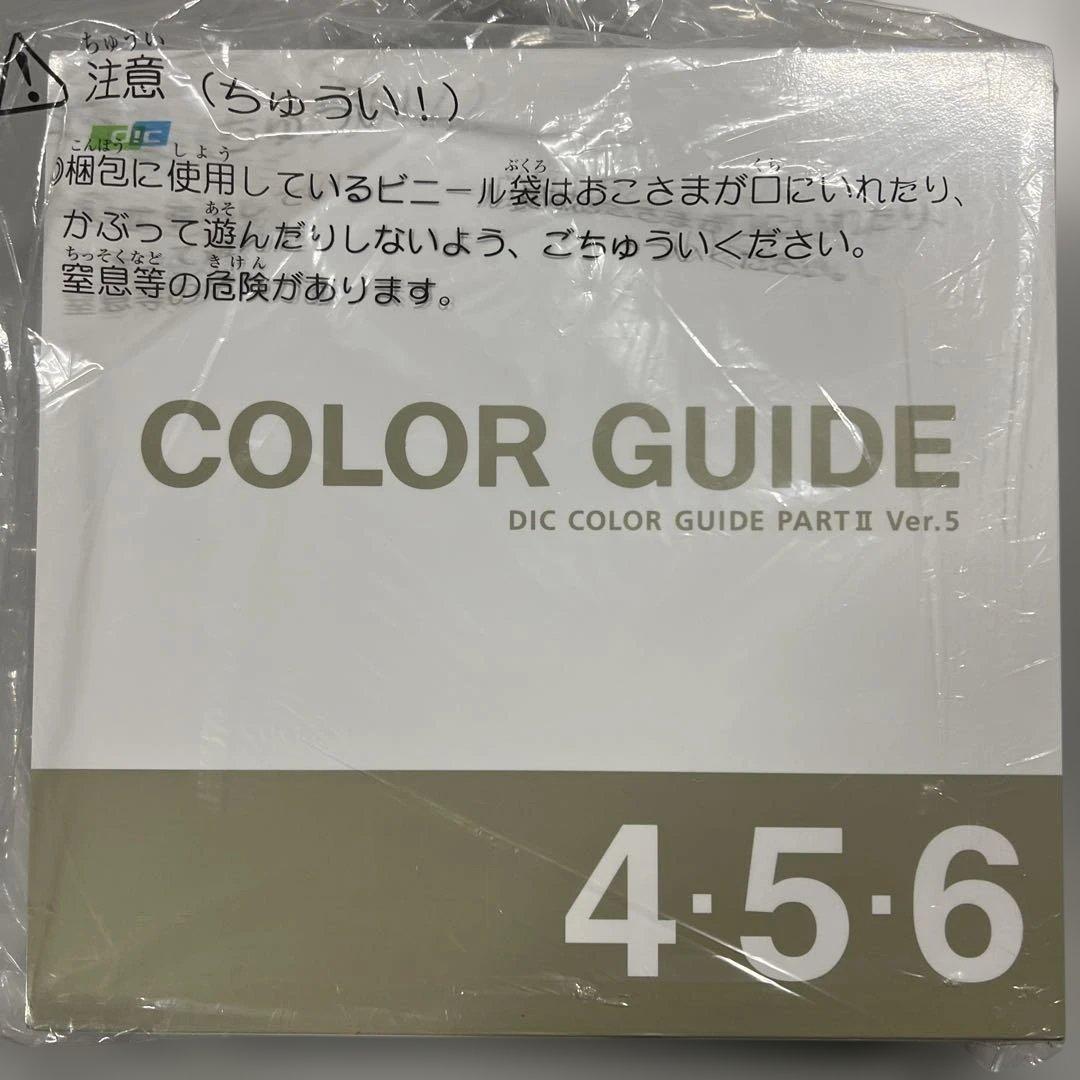 ちゅうい
注意 (ちゅうい!)
DIC
こんぽう しよう ぶくろ くち
梱包に使用しているビニール袋はおこさまが口にいれたり、
あそ
かぶって遊んだりしないよう、ごちゅういください。
ちっそくなど きけん
窒息等の危険があります。
COLOR GUIDE
DIC COLOR GUIDE PARTⅡ Ver.5
4·5·6